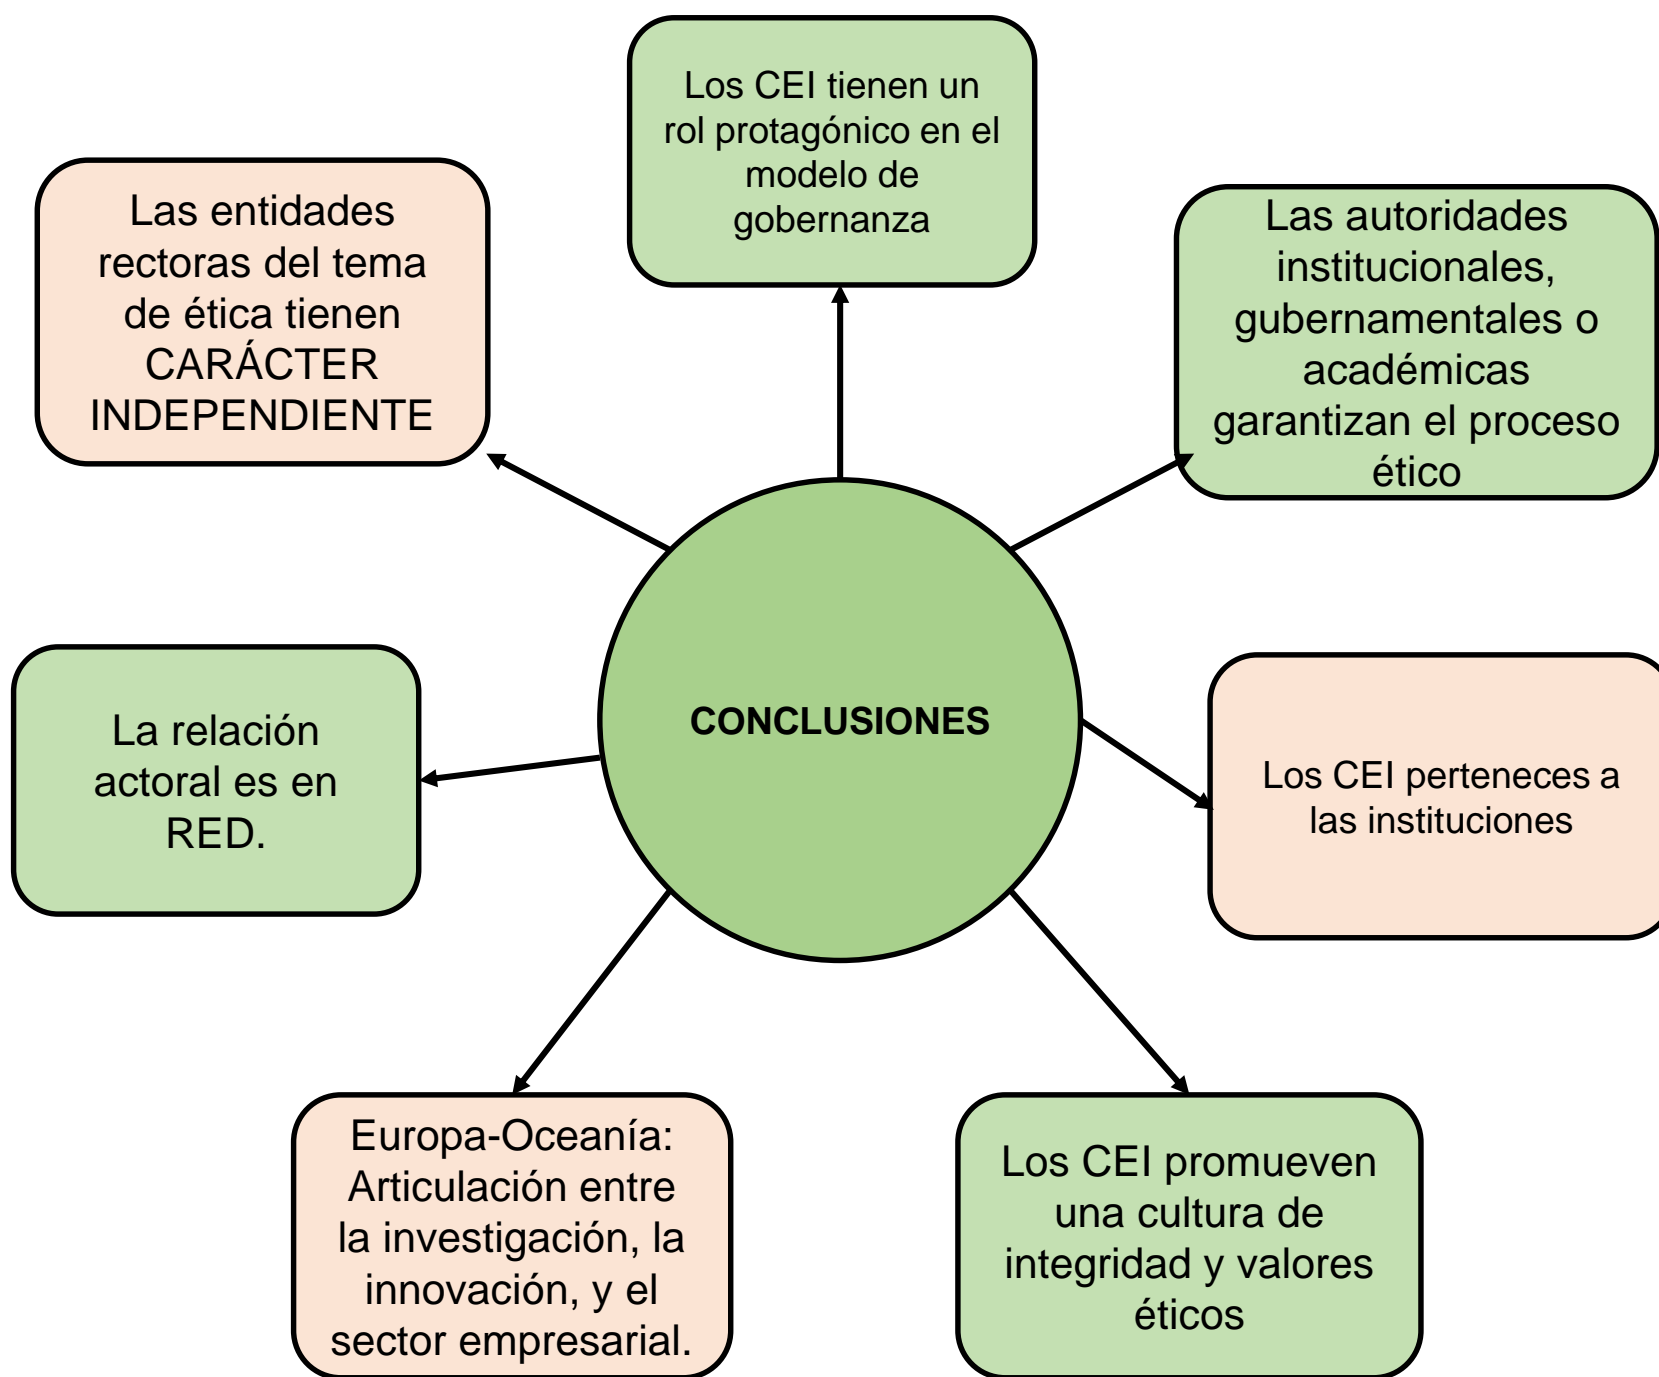 Los CEI tienen un
rol protagónico en el
modelo de
gobernanza
Las entidades
rectoras del tema
de ética tienen
CARÁCTER
INDEPENDIENTE
Las autoridades
institucionales,
gubernamentales o
académicas
garantizan el proceso
ético
CONCLUSIONES
La relación
actoral es en
RED.
Los CEI perteneces a
las instituciones
Europa-Oceanía:
Articulación entre
la investigación, la
innovación, y el
sector empresarial.
Los CEI promueven
una cultura de
integridad y valores
éticos